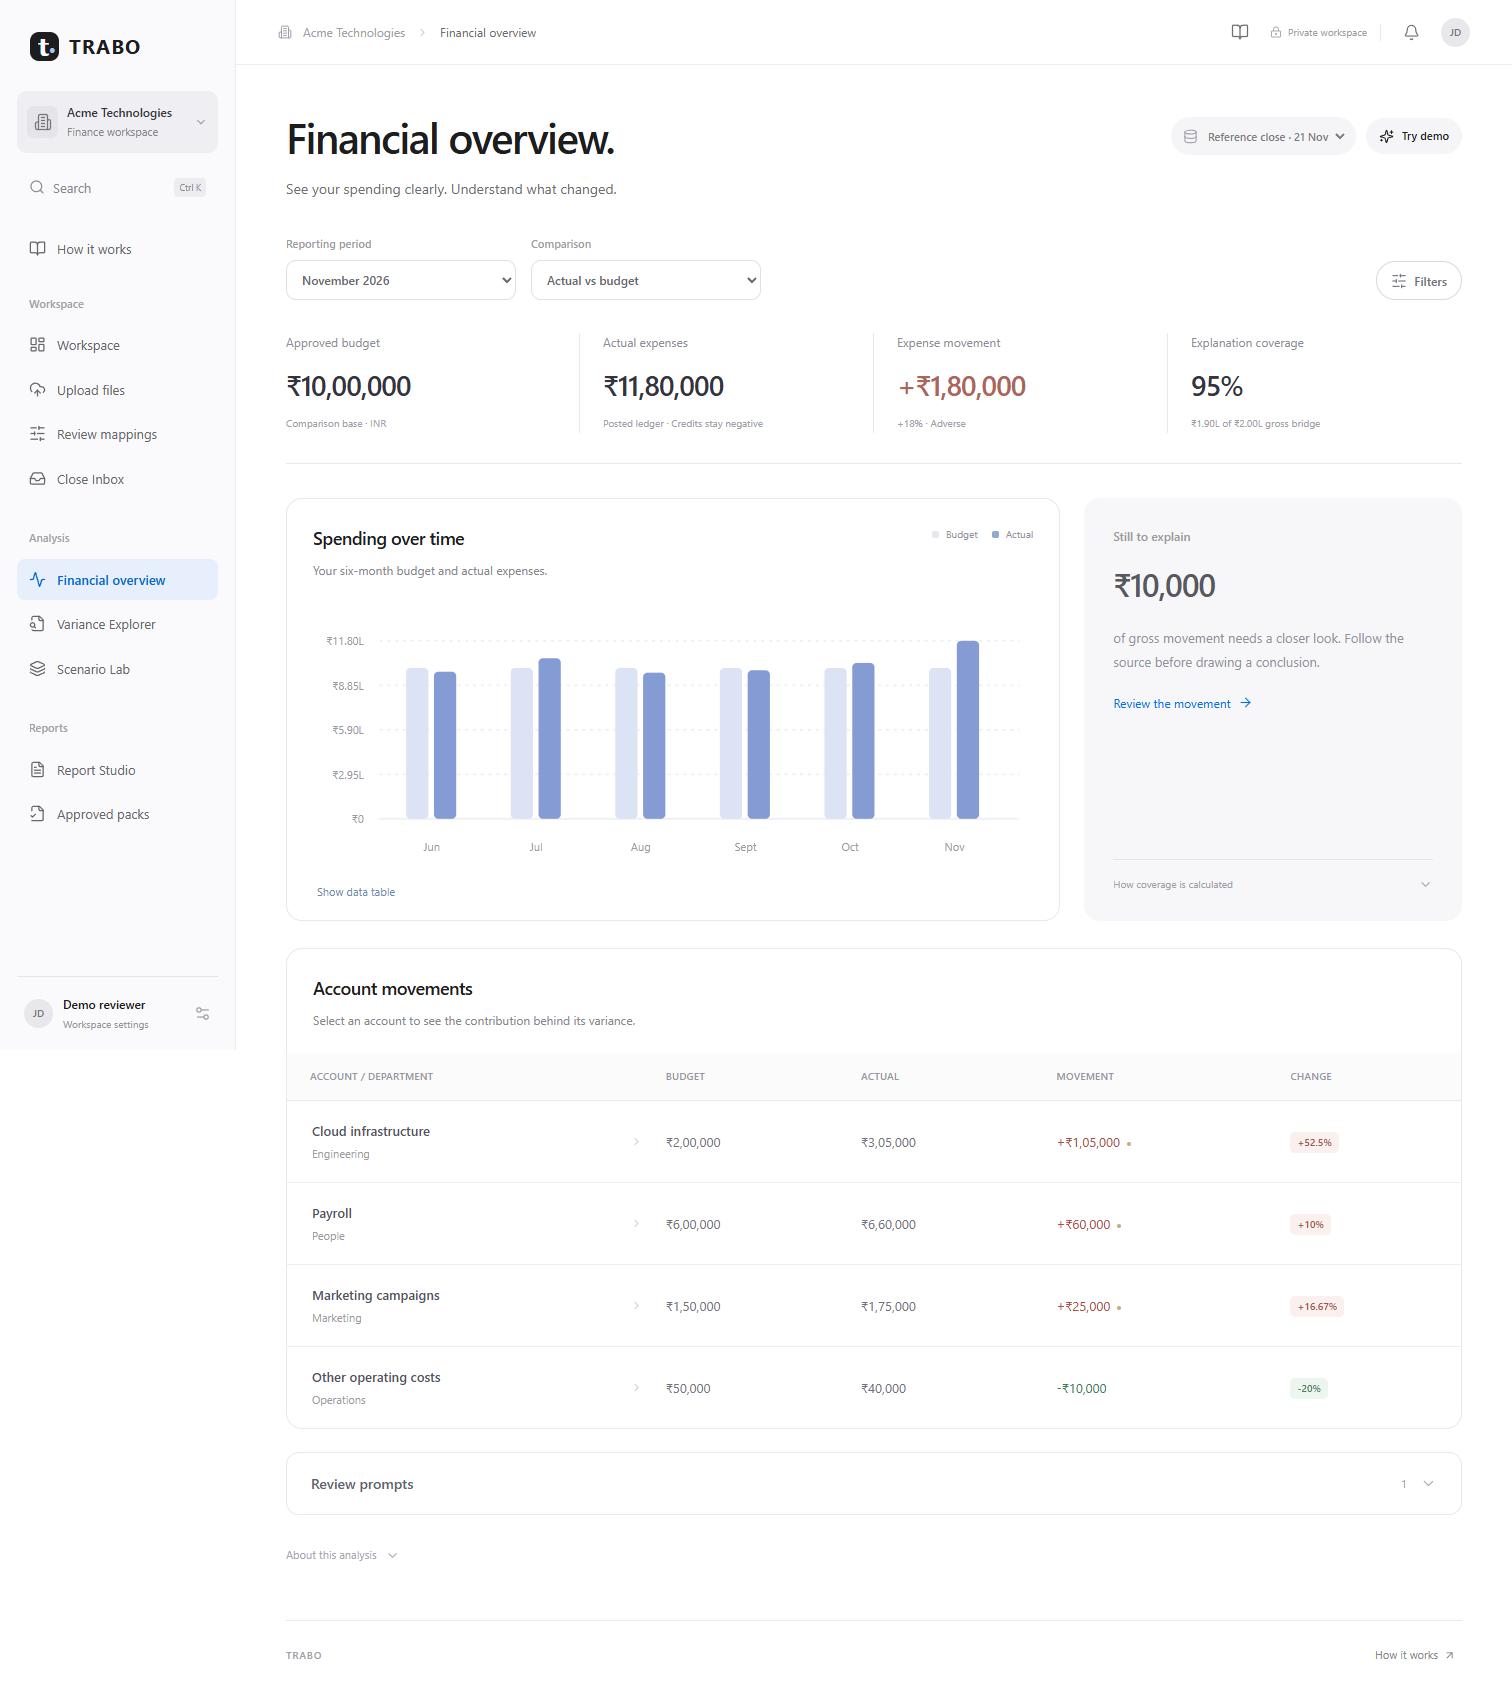 t.
TRABO
Acme Technologies
Finance workspace
Search
Ctrl K
How it works
Workspace
Workspace
Upload files
Review mappings
Close Inbox
Analysis
Financial overview
Variance Explorer
Scenario Lab
Reports
Report Studio
Approved packs
JD
Demo reviewer
Workspace settings
Acme Technologies
Financial overview
Private workspace
JD
Financial overview.
See your spending clearly. Understand what changed.
Reference close · 21 Nov
Try demo
Reporting period
Comparison
November 2026
Actual vs budget
Filters
Approved budget
₹10,00,000
Comparison base · INR
Actual expenses
₹11,80,000
Posted ledger · Credits stay negative
Expense movement
+₹1,80,000
+18% · Adverse
Explanation coverage
95%
₹1.90L of ₹2.00L gross bridge
Spending over time
Your six-month budget and actual expenses.
Budget
Actual
₹11.80L
₹8.85L
₹5.90L
₹2.95L
₹0
Jun
Jul
Aug
Sept
Oct
Nov
Show data table
Still to explain
₹10,000
of gross movement needs a closer look. Follow the
source before drawing a conclusion.
Review the movement
How coverage is calculated
Account movements
Select an account to see the contribution behind its variance.
ACCOUNT / DEPARTMENT BUDGET ACTUAL MOVEMENT CHANGE
Cloud infrastructure
Engineering
₹2,00,000 ₹3,05,000 +₹1,05,000 +52.5%
Payroll
People
₹6,00,000 ₹6,60,000 +₹60,000 +10%
Marketing campaigns
Marketing
₹1,50,000 ₹1,75,000 +₹25,000 +16.67%
Other operating costs
Operations
₹50,000 ₹40,000 -₹10,000 -20%
Review prompts
1
About this analysis
TRABO
How it works